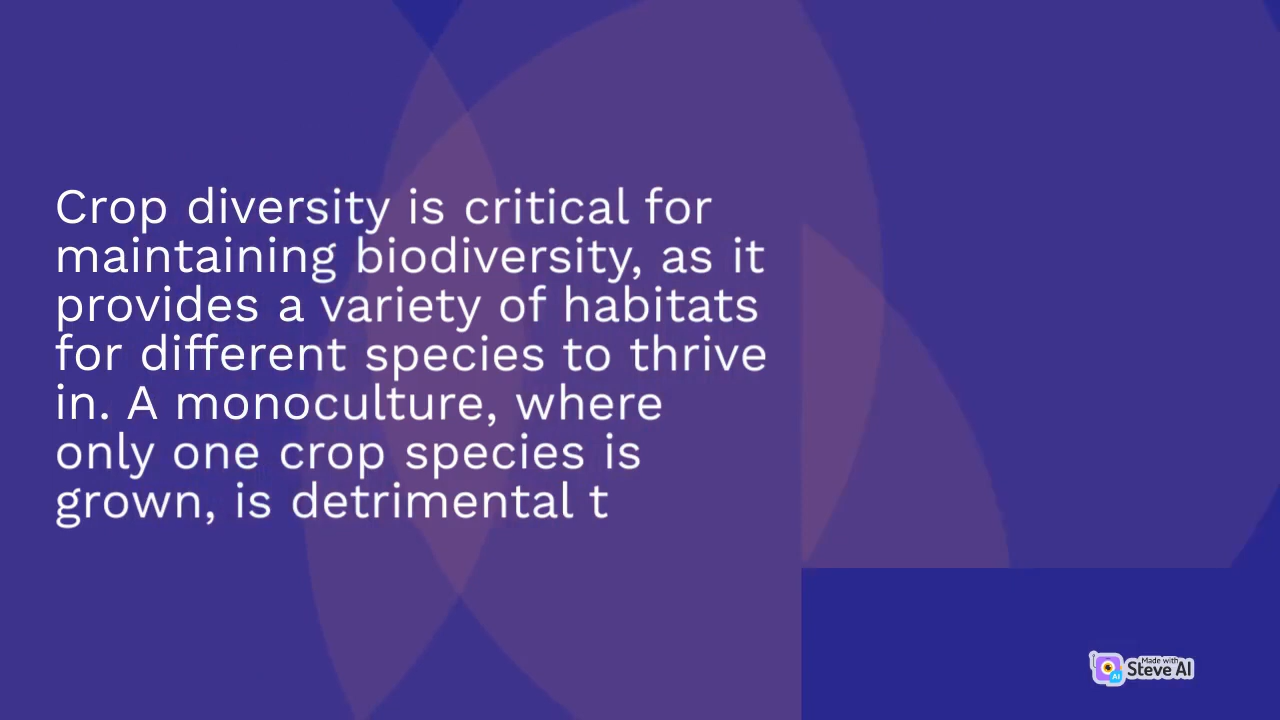 Crop diversity is critical for
maintaining biodiversity, as it
provides a variety of habitats
for different species to thrive
in. A monoculture, where
only one crop species is
grown, is detrimental t
Made with
Steve AI
AI